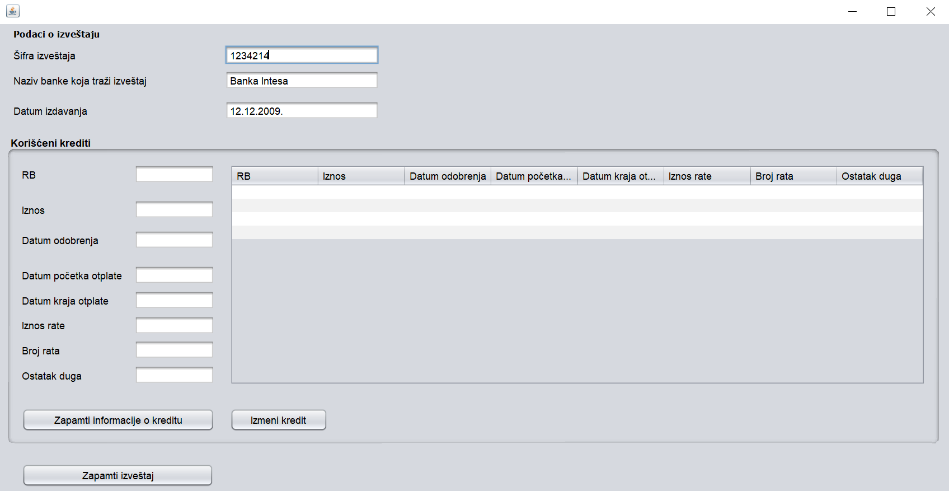 Podaci o izveštaju
Šifra izveštaja 1234214
Naziv banke koja traži izveštaj Banka Intesa
Datum izdavanja 12.12.2009.
Korišćeni krediti
RB
Iznos
Datum odobrenja
Datum početka otplate
Datum kraja otplate
Iznos rate
Broj rata
Ostatak duga
RB Iznos Datum odobrenja Datum početka... Datum kraja ot... Iznos rate Broj rata Ostatak duga
Zapamti informacije o kreditu Izmeni kredit
Zapamti izveštaj